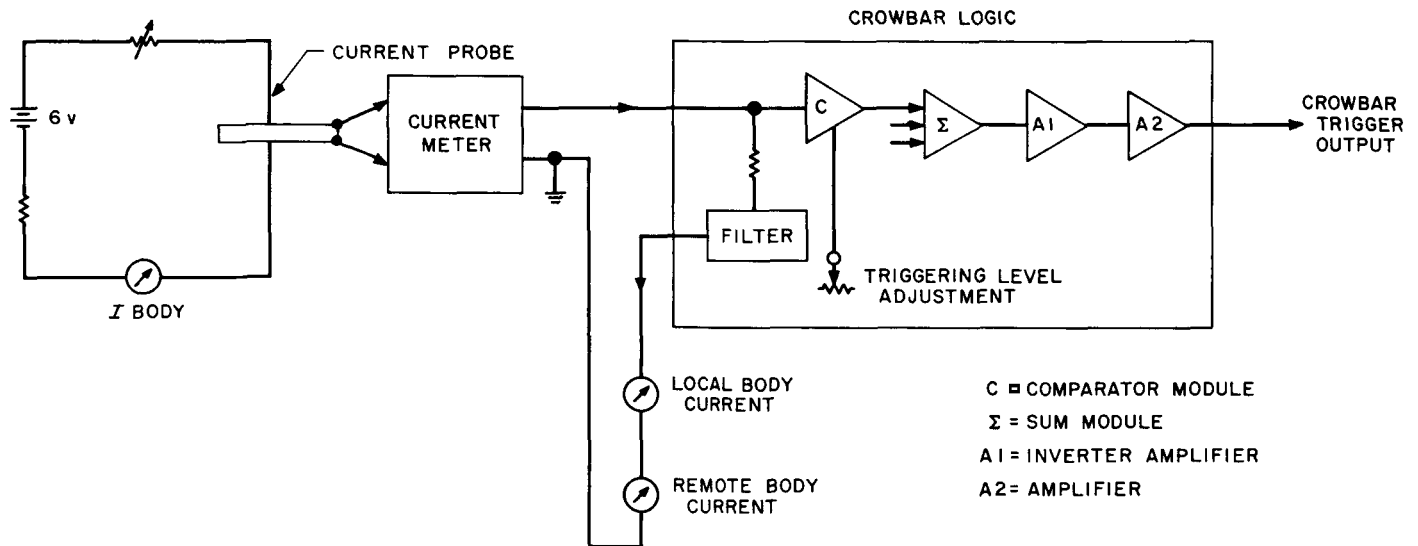 CROWBAR LOGIC
CURRENT PROBE
6 v
CURRENT
METER
C
Σ
A1
A2
CROWBAR
TRIGGER
OUTPUT
FILTER
TRIGGERING LEVEL
ADJUSTMENT
I BODY
LOCAL BODY
CURRENT
REMOTE BODY
CURRENT
C = COMPARATOR MODULE
Σ = SUM MODULE
A1 = INVERTER AMPLIFIER
A2 = AMPLIFIER